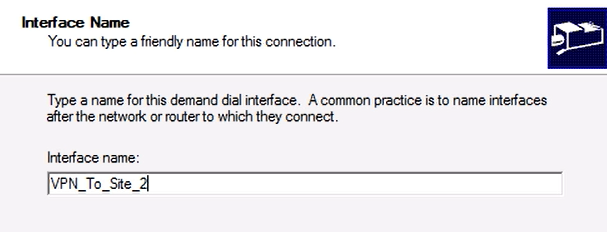 Interface Name
You can type a friendly name for this connection.
Type a name for this demand dial interface. A common practice is to name interfaces
after the network or router to which they connect.
Interface name:
VPN_To_Site_2